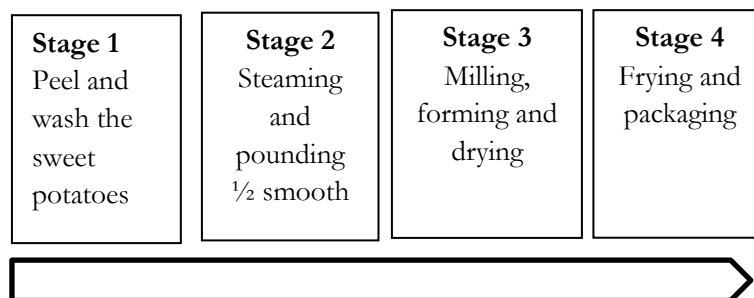 Stage 1
Peel and
wash the
sweet
potatoes
Stage 2
Steaming
and
pounding
½ smooth
Stage 3
Milling,
forming and
drying
Stage 4
Frying and
packaging